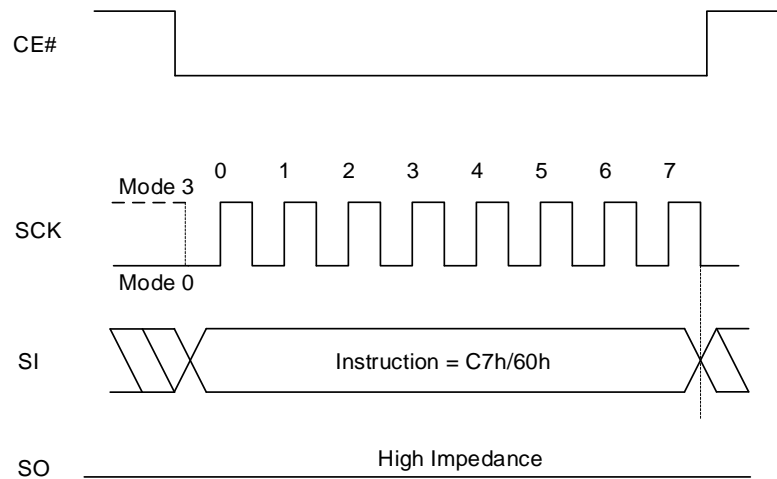 CE#
0 1 2 3 4 5 6 7
Mode 3
SCK
Mode 0
SI
Instruction = C7h/60h
High Impedance
SO